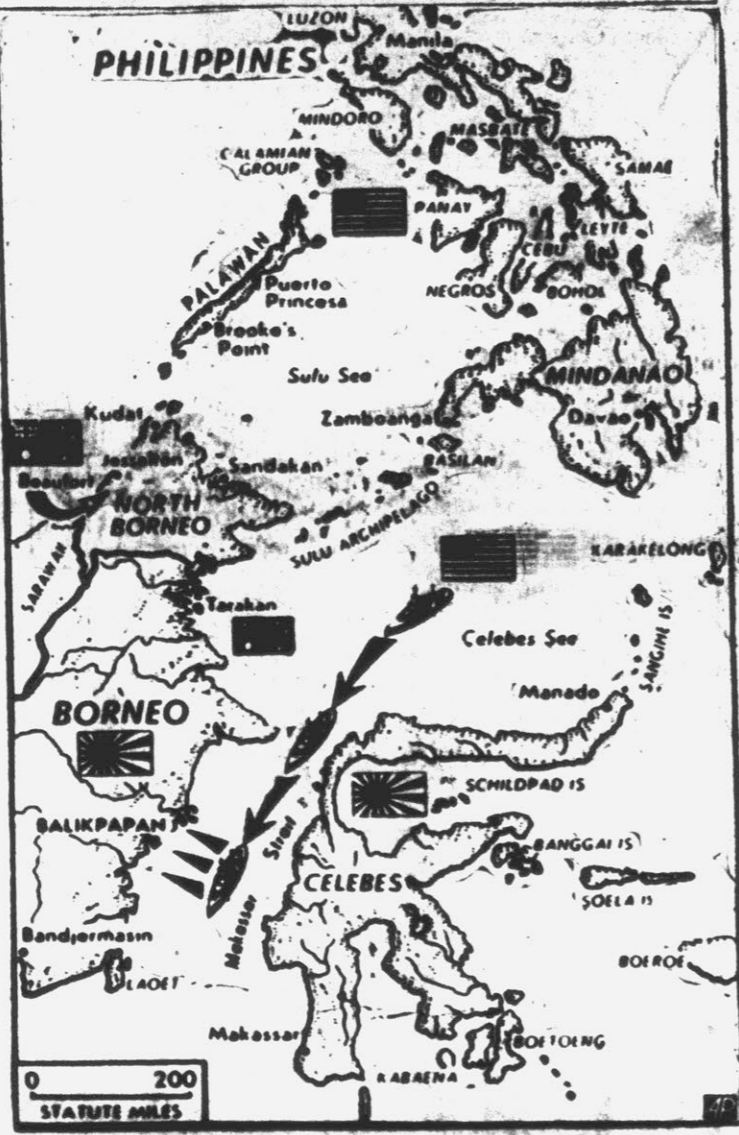 LUZON
Manila
PHILIPPINES
MINDORO
MASBATE
CALAMIAN
GROUP
SAMAR
PANAY
LEYTE
CEBU
PALAWAN
Puerto
Princesa
NEGROS
BOHOL
Brooke's
Point
Sulu Sea
MINDANAO
Kudat
Zamboanga
Davao
BASILAN
Jesselton
Sandakan
Beaufort
NORTH
BORNEO
SULU ARCHIPELAGO
KARAKELONG
SARAWAK
Tarakan
Celebes Sea
SANGIHE IS
Manado
BORNEO
SCHILDPAD IS
BALIKPAPAN
Makassar Strait
BANGGAI IS
CELEBES
SOELA IS
Bandjermasin
BOEROE
LAOET
Makassar
BOETOENG
KABAENA
0 200
STATUTE MILES